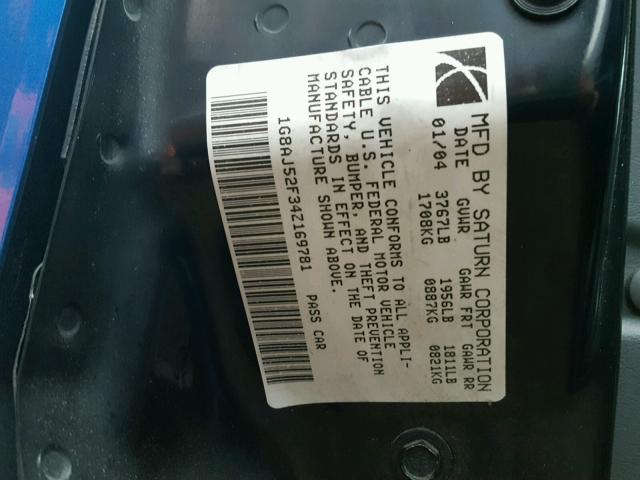 MFD BY SATURN CORPORATION
DATE GVWR GAWR FRT GAWR RR
01/04 3767LB 1956LB 1811LB
1708KG 0887KG 0821KG
THIS VEHICLE CONFORMS TO ALL APPLI-
CABLE U.S. FEDERAL MOTOR VEHICLE
SAFETY, BUMPER, AND THEFT PREVENTION
STANDARDS IN EFFECT ON THE DATE OF
MANUFACTURE SHOWN ABOVE.
1G8AJ52F34Z169781 PASS CAR